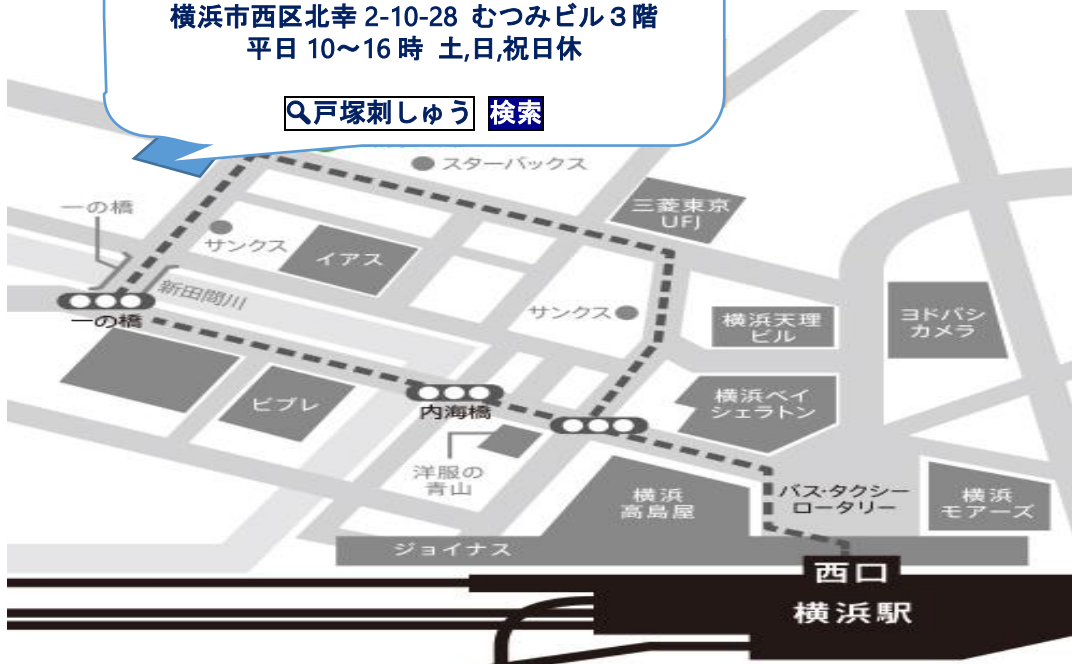 横浜市西区北幸 2-10-28 むつみビル３階
平日 10～16 時 土,日,祝日休
戸塚刺しゅう 検索
スターバックス
三菱東京
UFJ
一の橋
サンクス
イアス
新田間川
サンクス
一の橋
横浜天理
ビル
ヨドバシ
カメラ
ビブレ
内海橋
横浜ベイ
シェラトン
洋服の
青山
横浜
高島屋
バス・タクシー
ロータリー
横浜
モアーズ
ジョイナス
西口
横浜駅